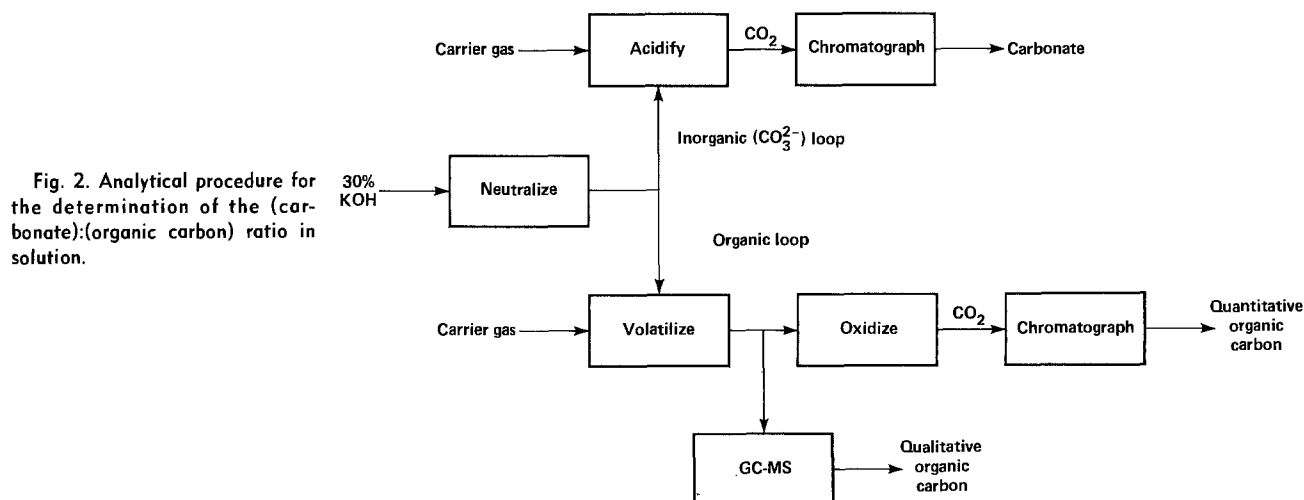 Carrier gas
Acidify
CO₂
Chromatograph
Carbonate
Inorganic (CO₃²⁻) loop
Fig. 2. Analytical procedure for
the determination of the (car-
bonate):(organic carbon) ratio in
solution.
30%
KOH
Neutralize
Organic loop
Carrier gas
Volatilize
Oxidize
CO₂
Chromatograph
Quantitative
organic
carbon
GC-MS
Qualitative
organic
carbon